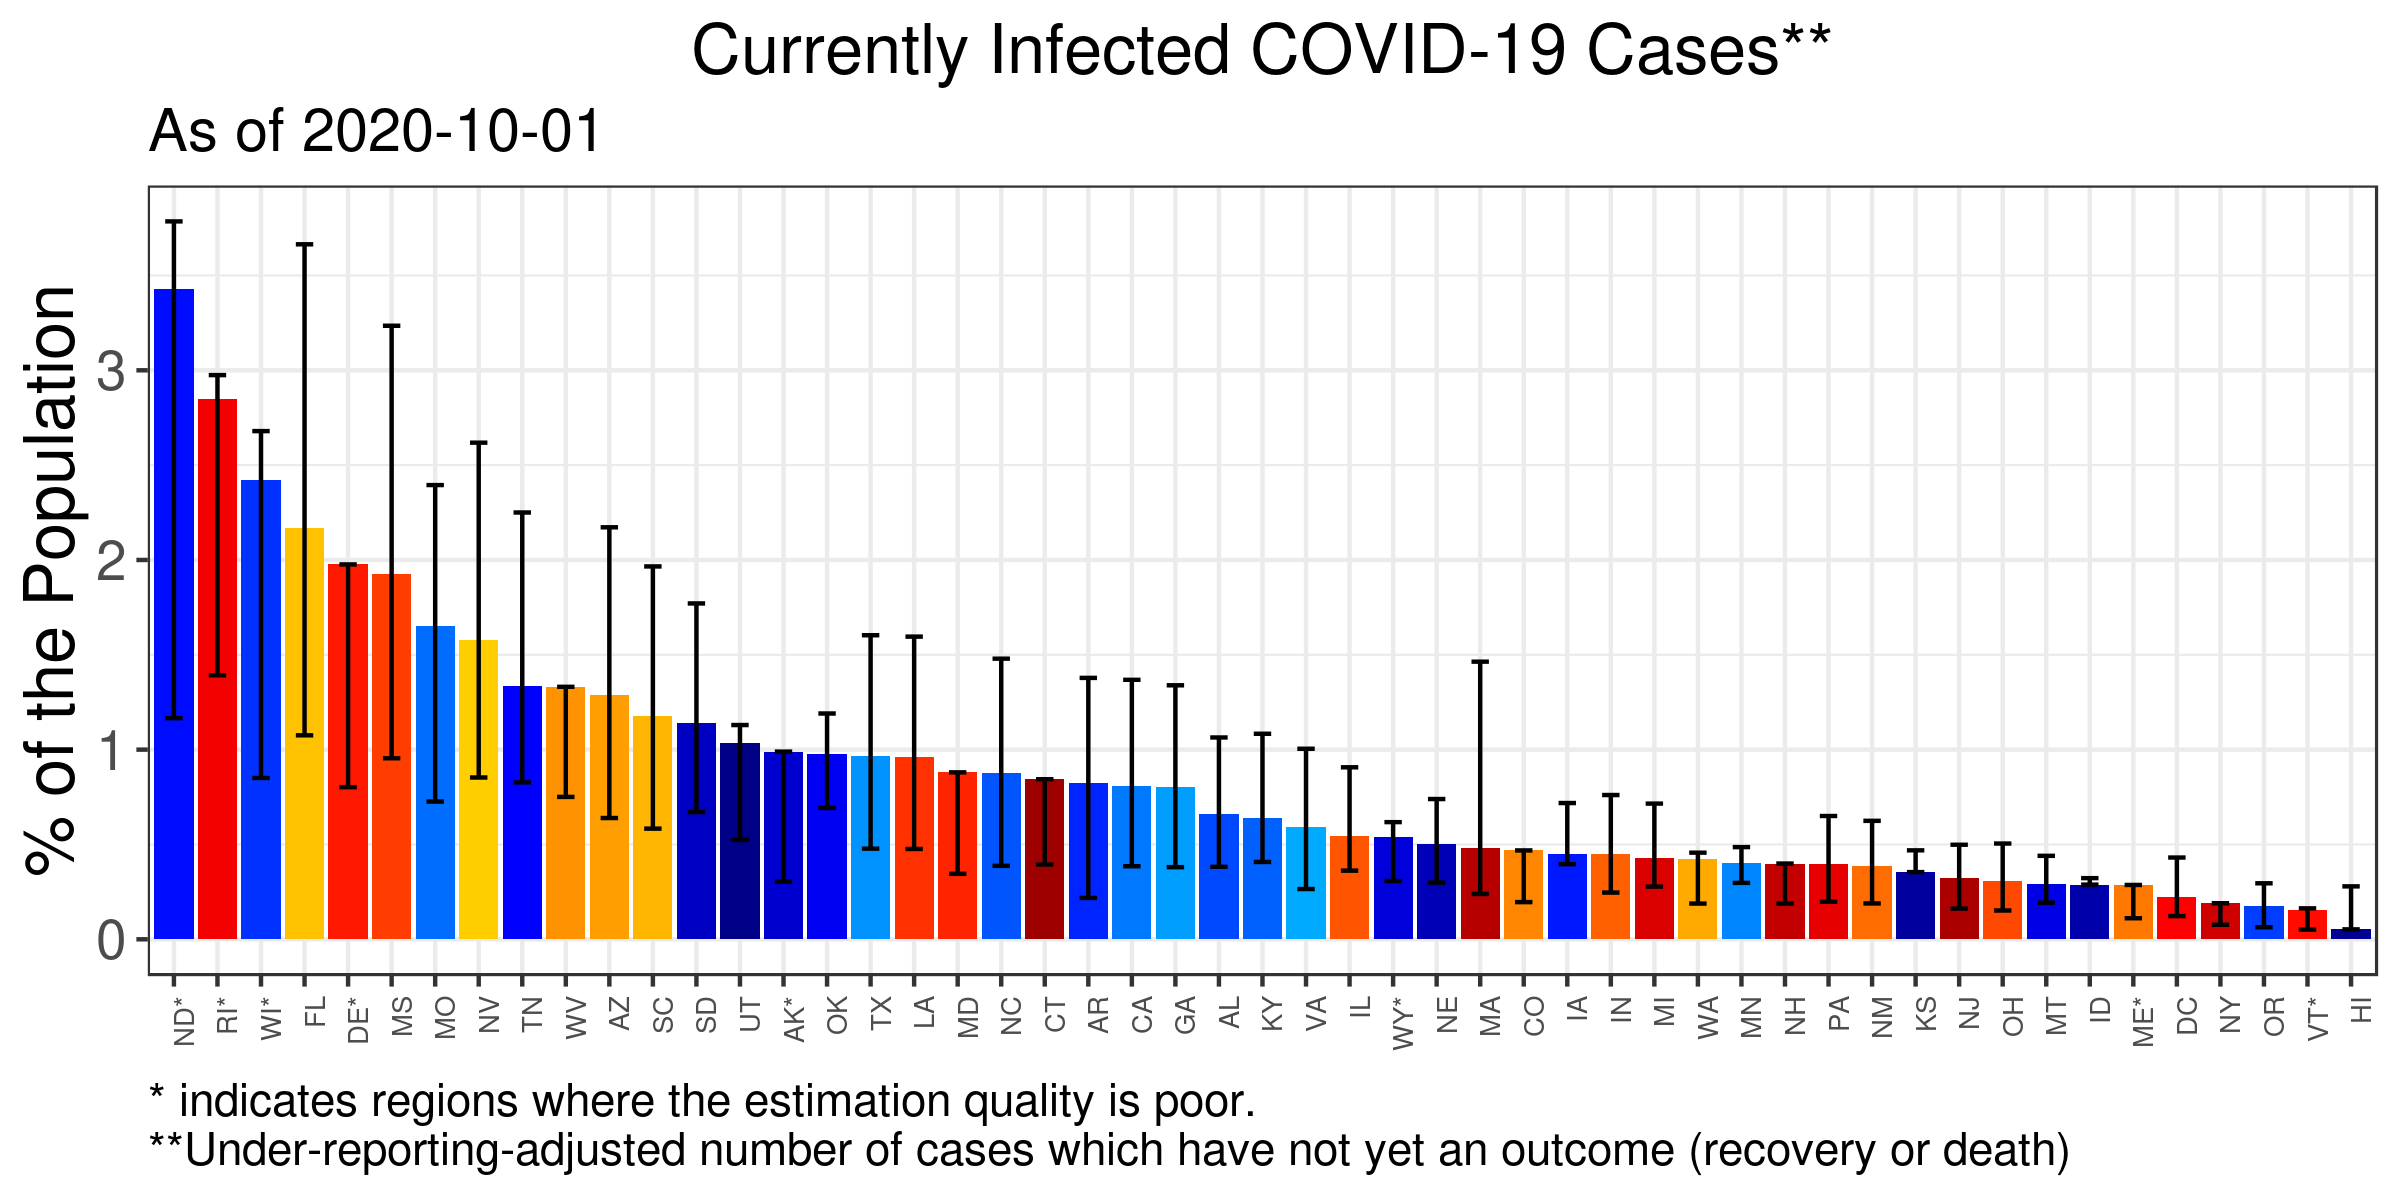 Currently Infected COVID-19 Cases**
As of 2020-10-01
% of the Population
3
2
1
0
ND* RI* WI* FL DE* MS MO NV TN WV AZ SC SD UT AK* OK TX LA MD NC CT AR CA GA AL KY VA IL WY* NE MA CO IA IN MI WA MN NH PA NM KS NJ OH MT ID ME* DC NY OR VT* HI
* indicates regions where the estimation quality is poor.
**Under-reporting-adjusted number of cases which have not yet an outcome (recovery or death)